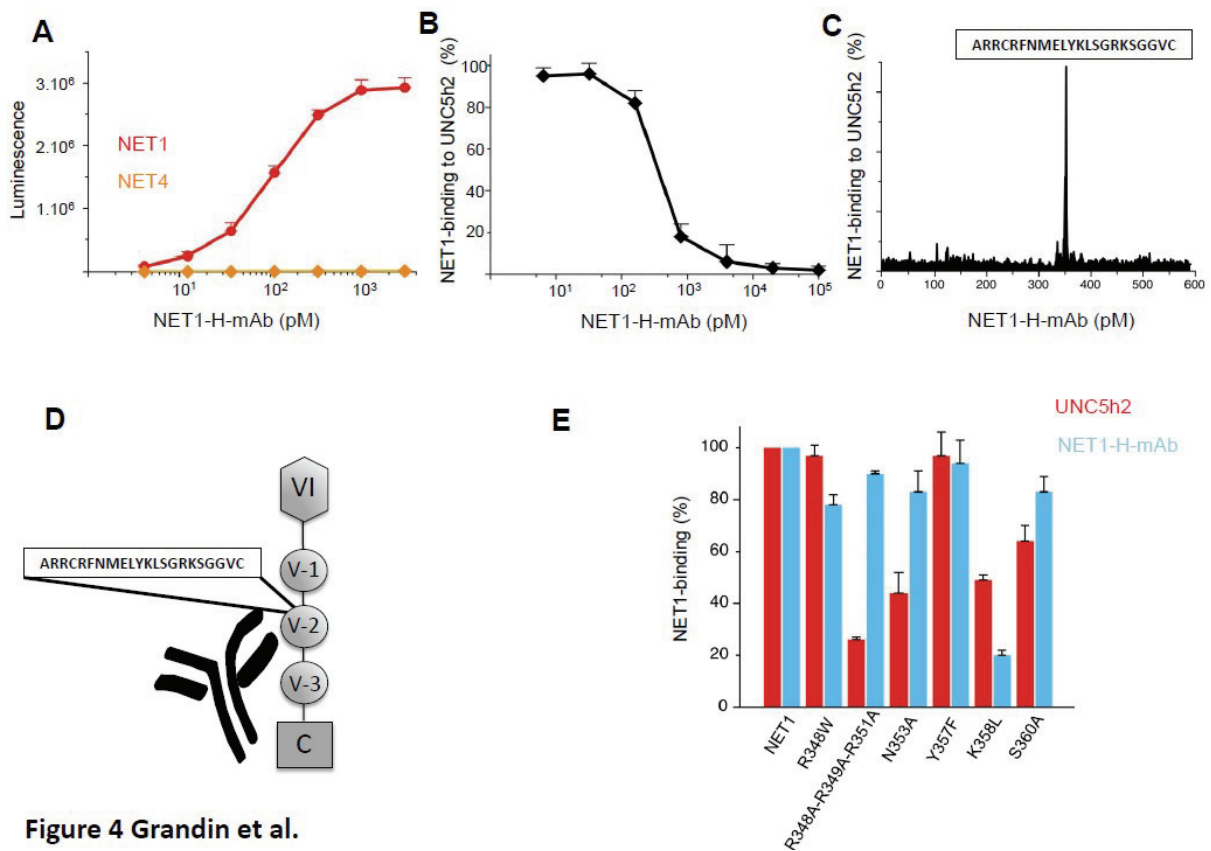 A
Luminescence
3.10⁶
2.10⁶
1.10⁶
NET1
NET4
10¹ 10² 10³
NET1-H-mAb (pM)
B
NET1-binding to UNC5h2 (%)
100
80
60
40
20
10¹ 10² 10³ 10⁴ 10⁵
NET1-H-mAb (pM)
C
ARRCRFNMELYKLSGRKSGGVC
NET1-binding to UNC5h2 (%)
0 100 200 300 400 500 600
NET1-H-mAb (pM)
D
VI
ARRCRFNMELYKLSGRKSGGVC
V-1
V-2
V-3
C
E
UNC5h2
NET1-H-mAb
NET1-binding (%)
100
80
60
40
20
0
NET1
R348W
R348A-R349A-R351A
N353A
Y357F
K358L
S360A
Figure 4 Grandin et al.